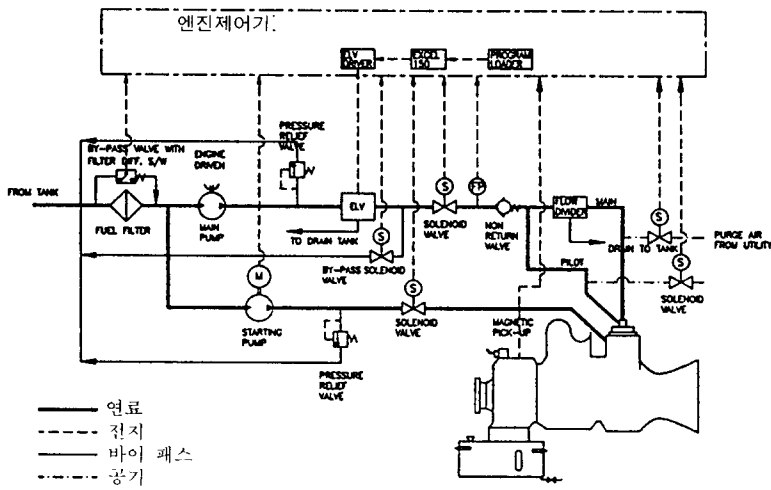 엔진제어기
ELV
DRIVER
EXCEL
150
PROGRAM
LOADER
PRESSURE
RELIEF
VALVE
BY-PASS VALVE WITH
FILTER DIFF. S/W
ENGINE
DRIVEN
FROM TANK
FUEL FILTER
MAIN
PUMP
ELV
S
FP
SOLENOID
VALVE
NON
RETURN
VALVE
FLOW
DIVIDER
MAIN
S
TO DRAIN TANK
S
DRAIN TO TANK
PURGE AIR
FROM UTILITY
BY-PASS SOLENOID
VALVE
PILOT
S
M
S
SOLENOID
VALVE
STARTING
PUMP
SOLENOID
VALVE
MAGNETIC
PICK-UP
PRESSURE
RELIEF
VALVE
연료
전지
바이 패스
공기